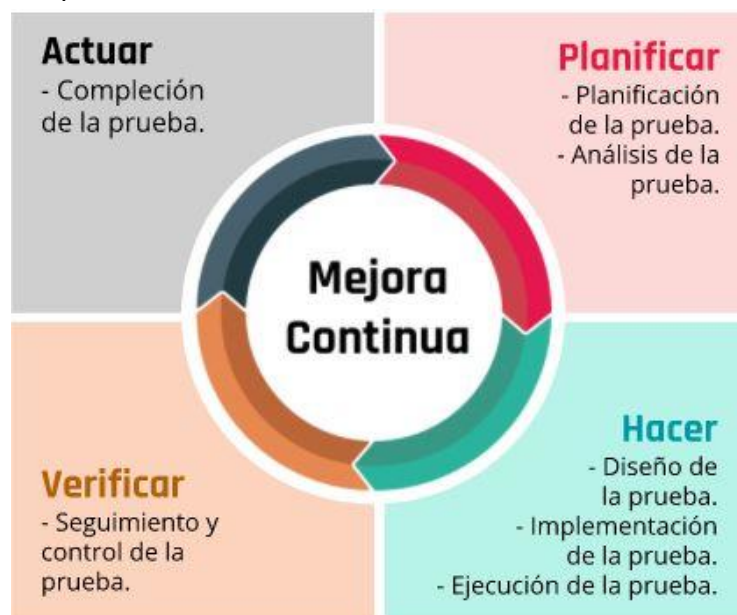 Actuar
- Compleción
de la prueba.
Planificar
- Planificación
de la prueba.
- Análisis de la
prueba.
Mejora
Continua
Verificar
- Seguimiento y
control de la
prueba.
Hacer
- Diseño de
la prueba.
- Implementación
de la prueba.
- Ejecución de la prueba.